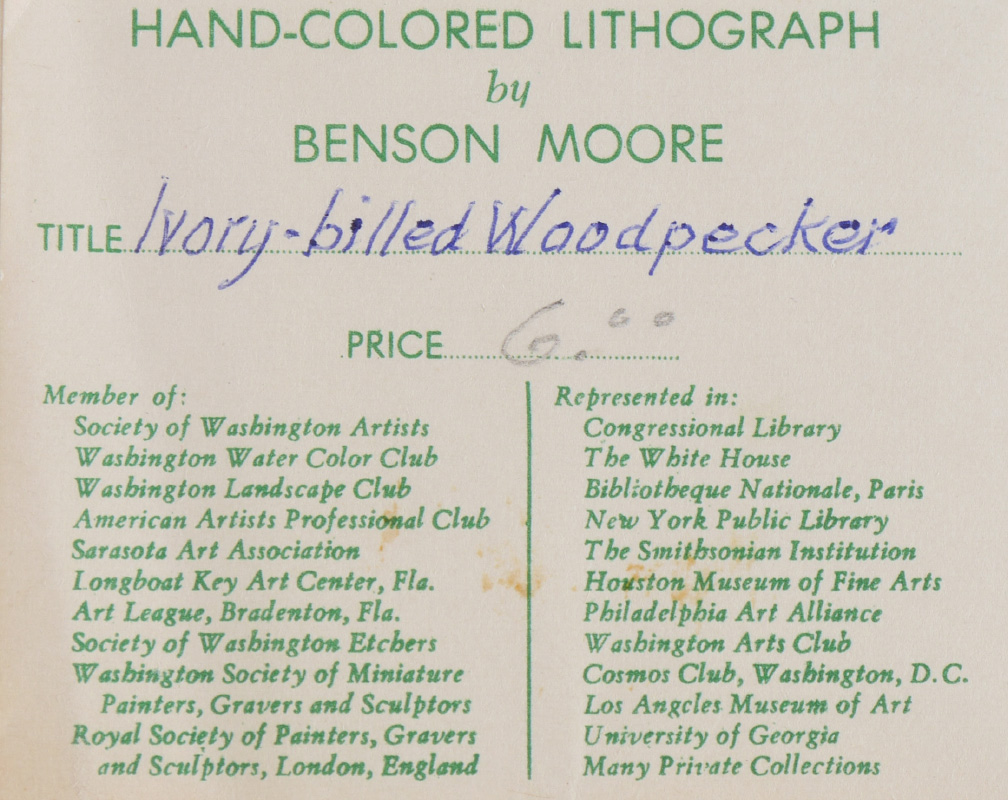 HAND-COLORED LITHOGRAPH
by
BENSON MOORE
TITLE Ivory-billed Woodpecker
PRICE 6.00
Member of:
Society of Washington Artists
Washington Water Color Club
Washington Landscape Club
American Artists Professional Club
Sarasota Art Association
Longboat Key Art Center, Fla.
Art League, Bradenton, Fla.
Society of Washington Etchers
Washington Society of Miniature
Painters, Gravers and Sculptors
Royal Society of Painters, Gravers
and Sculptors, London, England
Represented in:
Congressional Library
The White House
Bibliotheque Nationale, Paris
New York Public Library
The Smithsonian Institution
Houston Museum of Fine Arts
Philadelphia Art Alliance
Washington Arts Club
Cosmos Club, Washington, D.C.
Los Angeles Museum of Art
University of Georgia
Many Private Collections